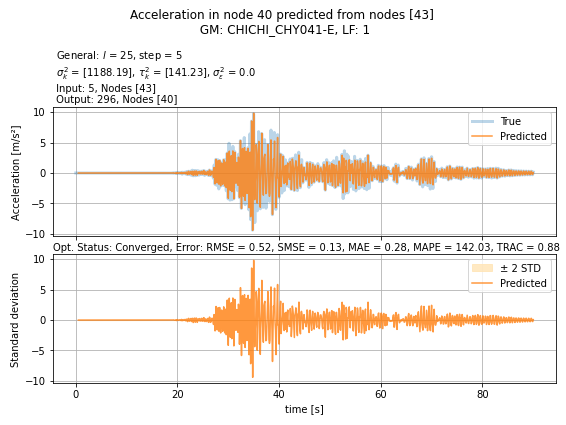 Acceleration in node 40 predicted from nodes [43]
GM: CHICHI_CHY041-E, LF: 1
General: l = 25, step = 5
σ²ₖ = [1188.19], τ²ₖ = [141.23], σ²ε = 0.0
Input: 5, Nodes [43]
Output: 296, Nodes [40]
Acceleration [m/s²]
10
5
0
−5
−10
True
Predicted
Opt. Status: Converged, Error: RMSE = 0.52, SMSE = 0.13, MAE = 0.28, MAPE = 142.03, TRAC = 0.88
Standard deviation
10
5
0
−5
−10
± 2 STD
Predicted
0 20 40 60 80
time [s]